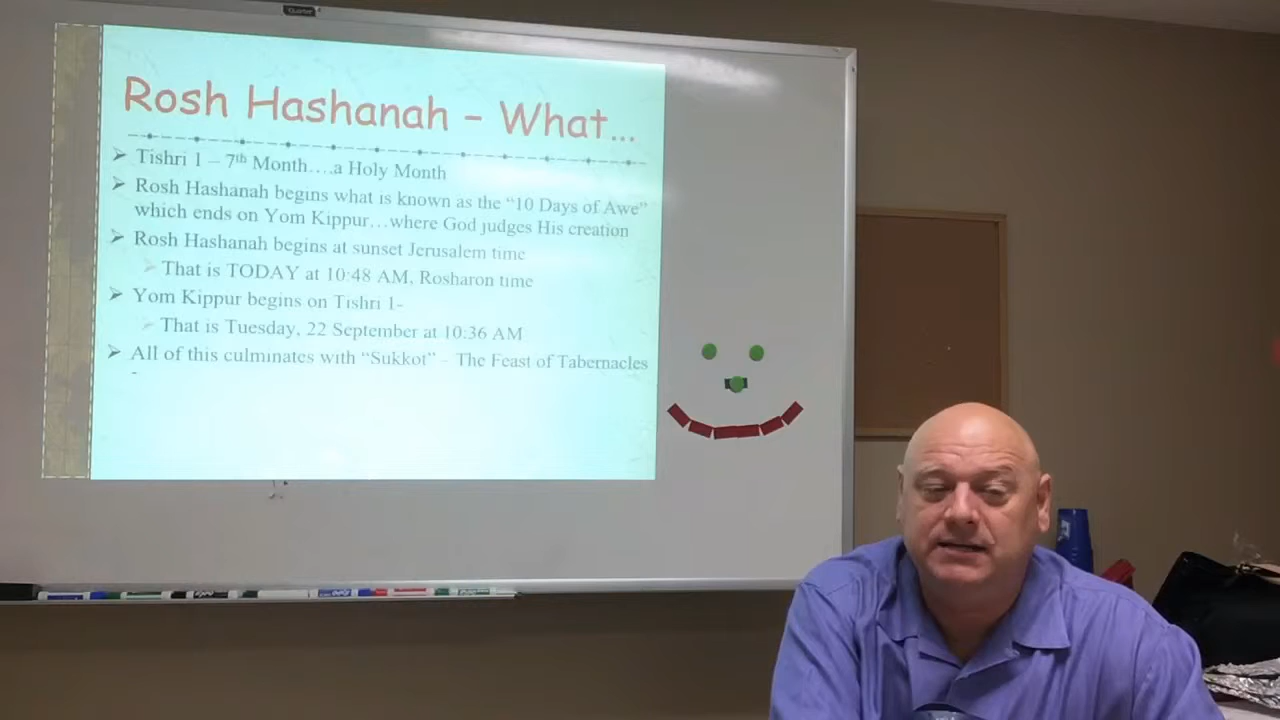 Quartet
Rosh Hashanah – What...
➢ Tishri 1 – 7th Month....a Holy Month
➢ Rosh Hashanah begins what is known as the “10 Days of Awe”
which ends on Yom Kippur...where God judges His creation
➢ Rosh Hashanah begins at sunset Jerusalem time
➢ That is TODAY at 10:48 AM, Rosharon time
➢ Yom Kippur begins on Tishri 1-
➢ That is Tuesday, 22 September at 10:36 AM
➢ All of this culminates with “Sukkot” – The Feast of Tabernacles
-